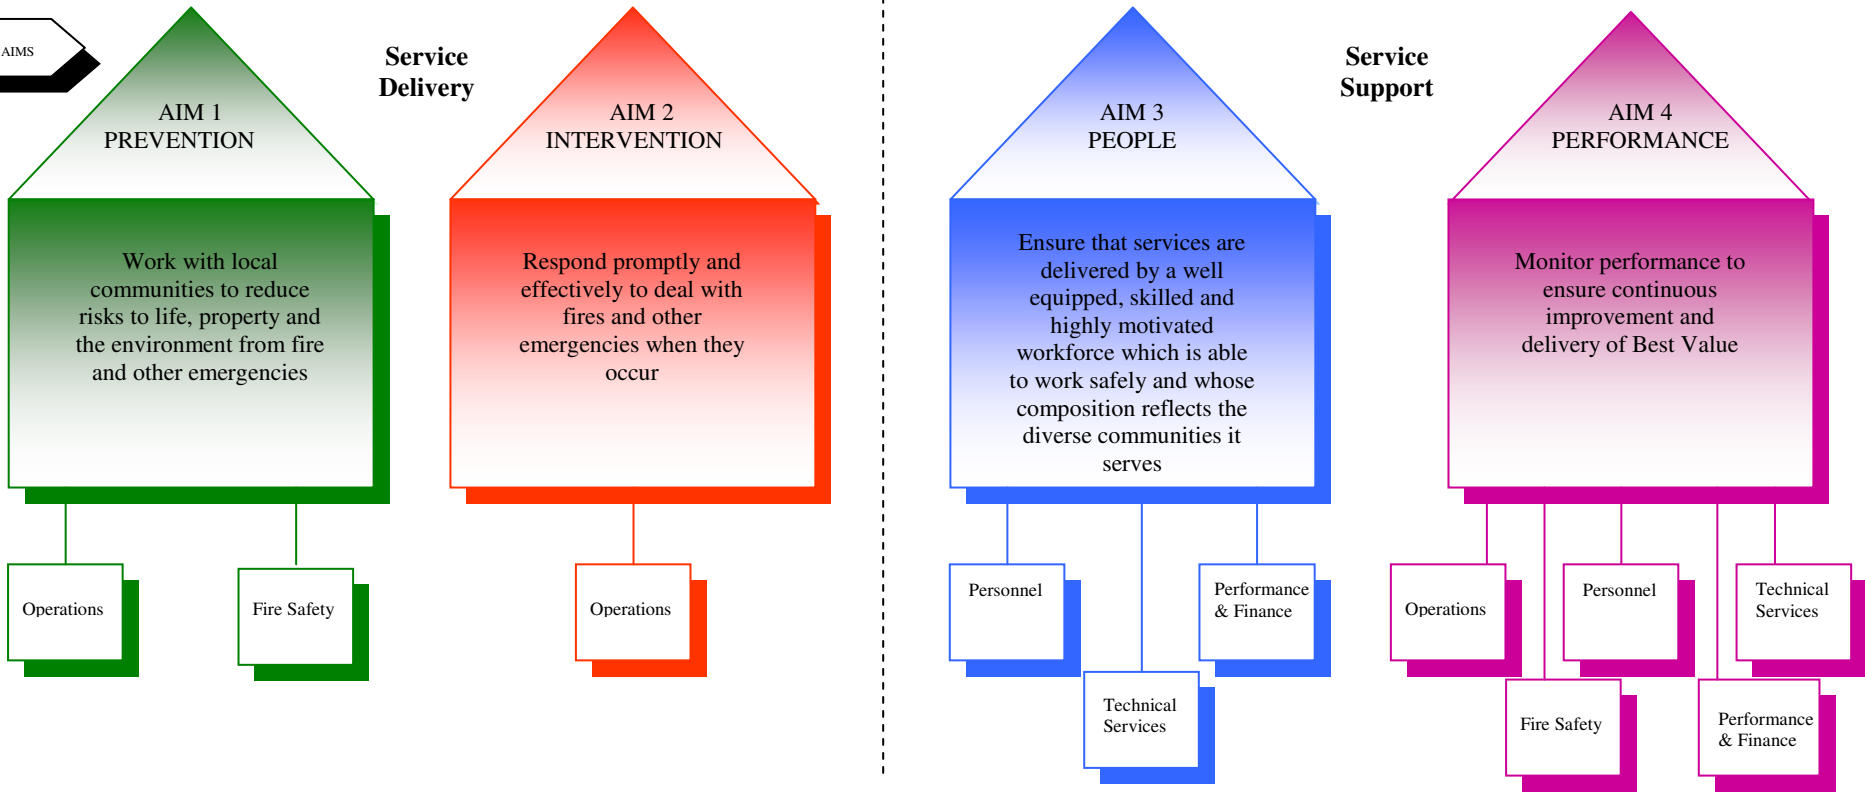 AIMS
Service
Delivery
Service
Support
AIM 1
PREVENTION
AIM 2
INTERVENTION
AIM 3
PEOPLE
AIM 4
PERFORMANCE
Work with local
communities to reduce
risks to life, property and
the environment from fire
and other emergencies
Respond promptly and
effectively to deal with
fires and other
emergencies when they
occur
Ensure that services are
delivered by a well
equipped, skilled and
highly motivated
workforce which is able
to work safely and whose
composition reflects the
diverse communities it
serves
Monitor performance to
ensure continuous
improvement and
delivery of Best Value
Operations
Fire Safety
Operations
Personnel
Technical
Services
Performance
& Finance
Operations
Fire Safety
Personnel
Performance
& Finance
Technical
Services